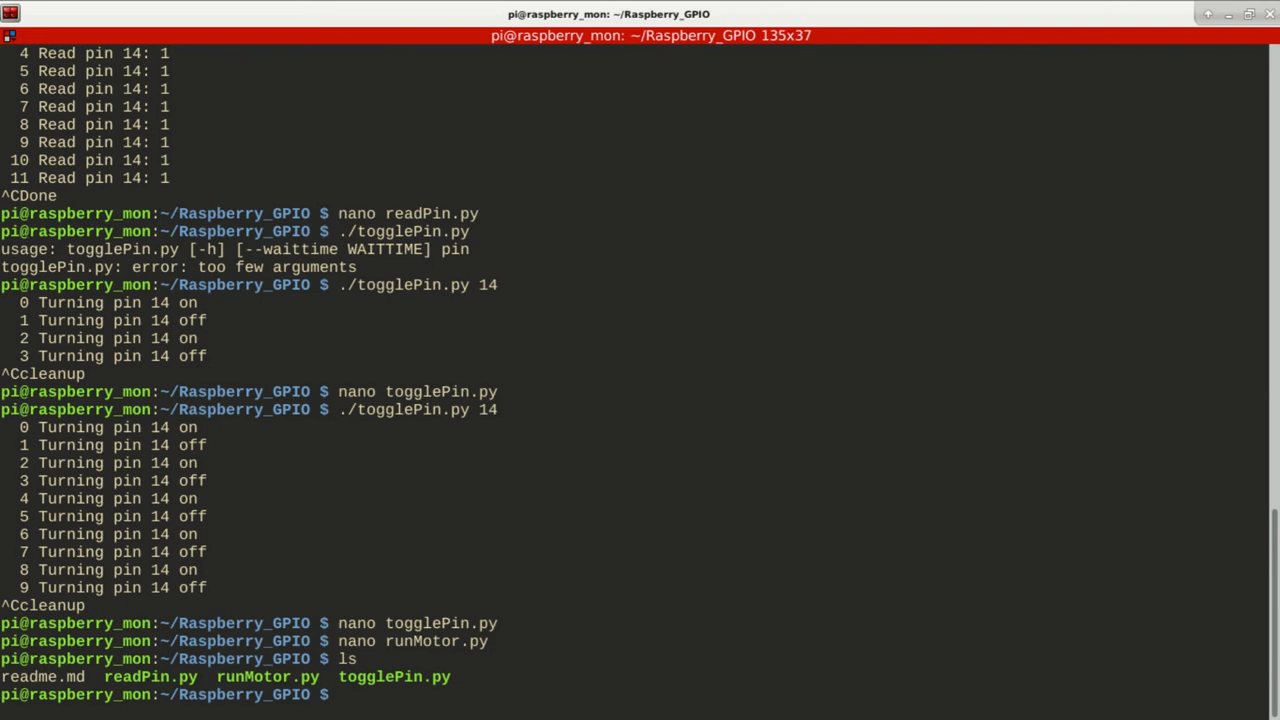 pi@raspberry_mon: ~/Raspberry_GPIO
pi@raspberry_mon: ~/Raspberry_GPIO 135x37
4 Read pin 14: 1
5 Read pin 14: 1
6 Read pin 14: 1
7 Read pin 14: 1
8 Read pin 14: 1
9 Read pin 14: 1
10 Read pin 14: 1
11 Read pin 14: 1
^CDone
pi@raspberry_mon:~/Raspberry_GPIO $ nano readPin.py
pi@raspberry_mon:~/Raspberry_GPIO $ ./togglePin.py
usage: togglePin.py [-h] [--waittime WAITTIME] pin
togglePin.py: error: too few arguments
pi@raspberry_mon:~/Raspberry_GPIO $ ./togglePin.py 14
0 Turning pin 14 on
1 Turning pin 14 off
2 Turning pin 14 on
3 Turning pin 14 off
^Ccleanup
pi@raspberry_mon:~/Raspberry_GPIO $ nano togglePin.py
pi@raspberry_mon:~/Raspberry_GPIO $ ./togglePin.py 14
0 Turning pin 14 on
1 Turning pin 14 off
2 Turning pin 14 on
3 Turning pin 14 off
4 Turning pin 14 on
5 Turning pin 14 off
6 Turning pin 14 on
7 Turning pin 14 off
8 Turning pin 14 on
9 Turning pin 14 off
^Ccleanup
pi@raspberry_mon:~/Raspberry_GPIO $ nano togglePin.py
pi@raspberry_mon:~/Raspberry_GPIO $ nano runMotor.py
pi@raspberry_mon:~/Raspberry_GPIO $ ls
readme.md readPin.py runMotor.py togglePin.py
pi@raspberry_mon:~/Raspberry_GPIO $